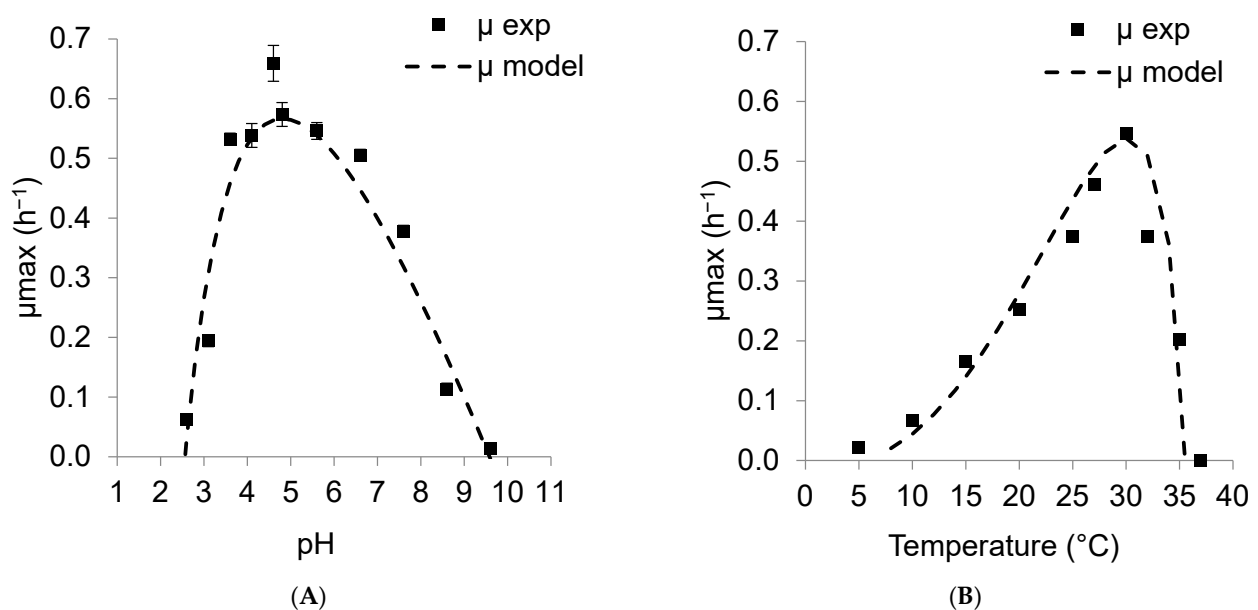 μ exp
μ model
0.7
0.6
0.5
0.4
0.3
0.2
0.1
0.0
μmax (h⁻¹)
1 2 3 4 5 6 7 8 9 10 11
pH
(A)
μ exp
μ model
0.7
0.6
0.5
0.4
0.3
0.2
0.1
0.0
μmax (h⁻¹)
0 5 10 15 20 25 30 35 40
Temperature (°C)
(B)